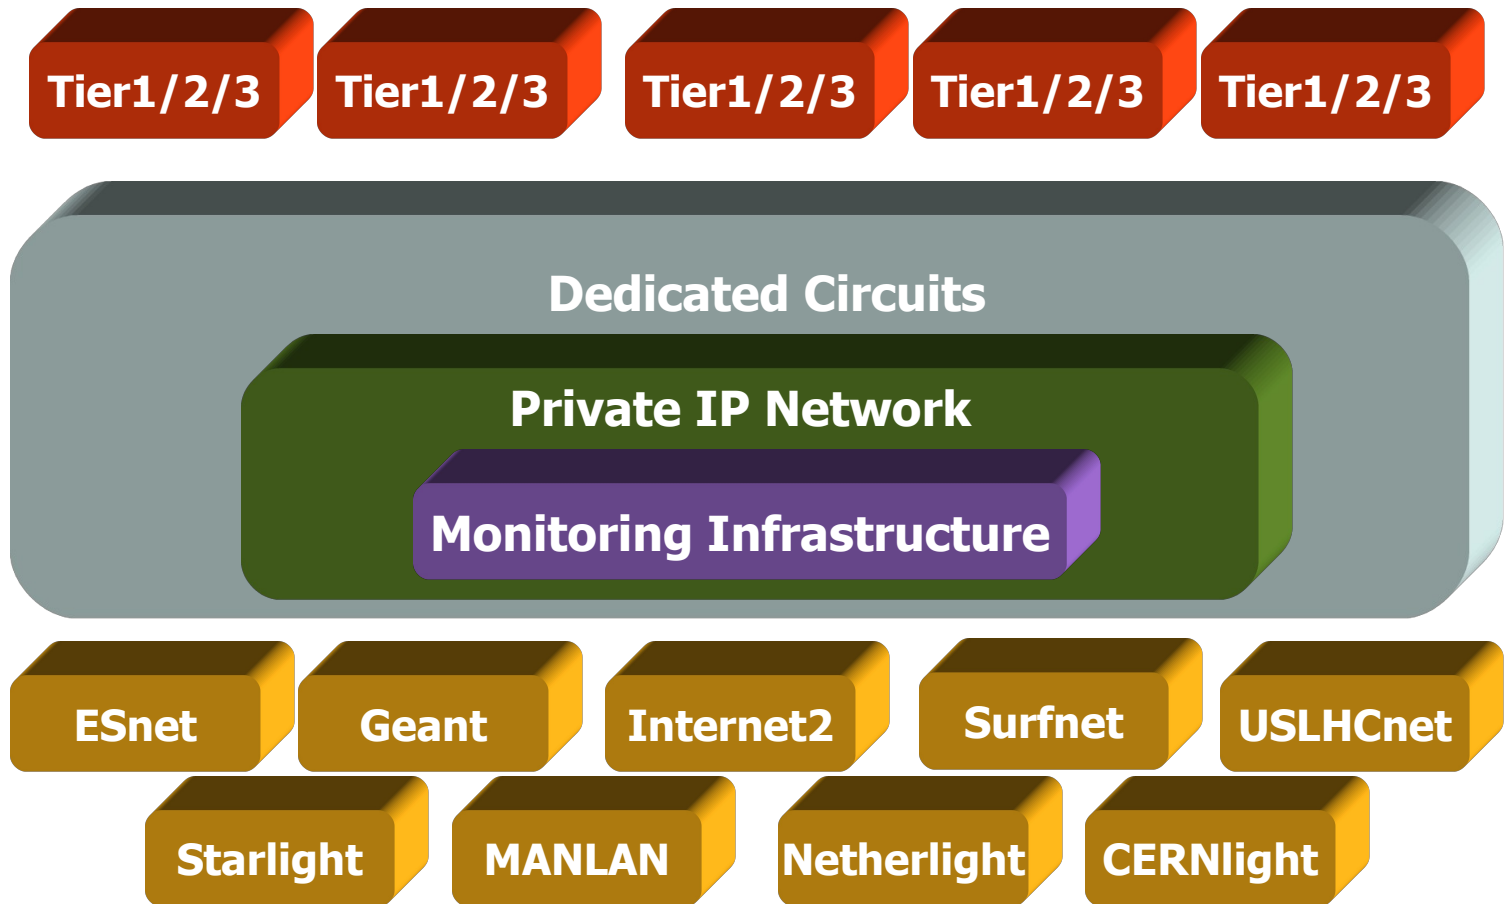 Tier1/2/3 Tier1/2/3 Tier1/2/3 Tier1/2/3 Tier1/2/3
Dedicated Circuits
Private IP Network
Monitoring Infrastructure
ESnet Geant Internet2 Surfnet USLHCnet
Starlight MANLAN Netherlight CERNlight